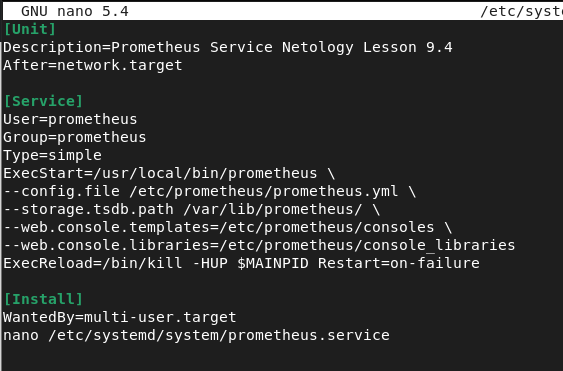 GNU nano 5.4 /etc/syst
[Unit]
Description=Prometheus Service Netology Lesson 9.4
After=network.target
[Service]
User=prometheus
Group=prometheus
Type=simple
ExecStart=/usr/local/bin/prometheus \
--config.file /etc/prometheus/prometheus.yml \
--storage.tsdb.path /var/lib/prometheus/ \
--web.console.templates=/etc/prometheus/consoles \
--web.console.libraries=/etc/prometheus/console_libraries
ExecReload=/bin/kill -HUP $MAINPID Restart=on-failure
[Install]
WantedBy=multi-user.target
nano /etc/systemd/system/prometheus.service